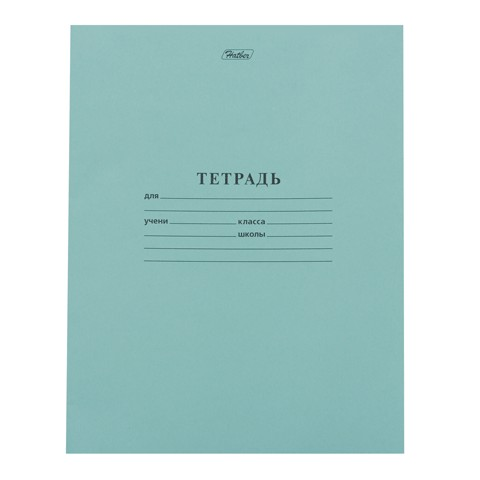 Hatber
ТЕТРАДЬ
для
учени класса
школы